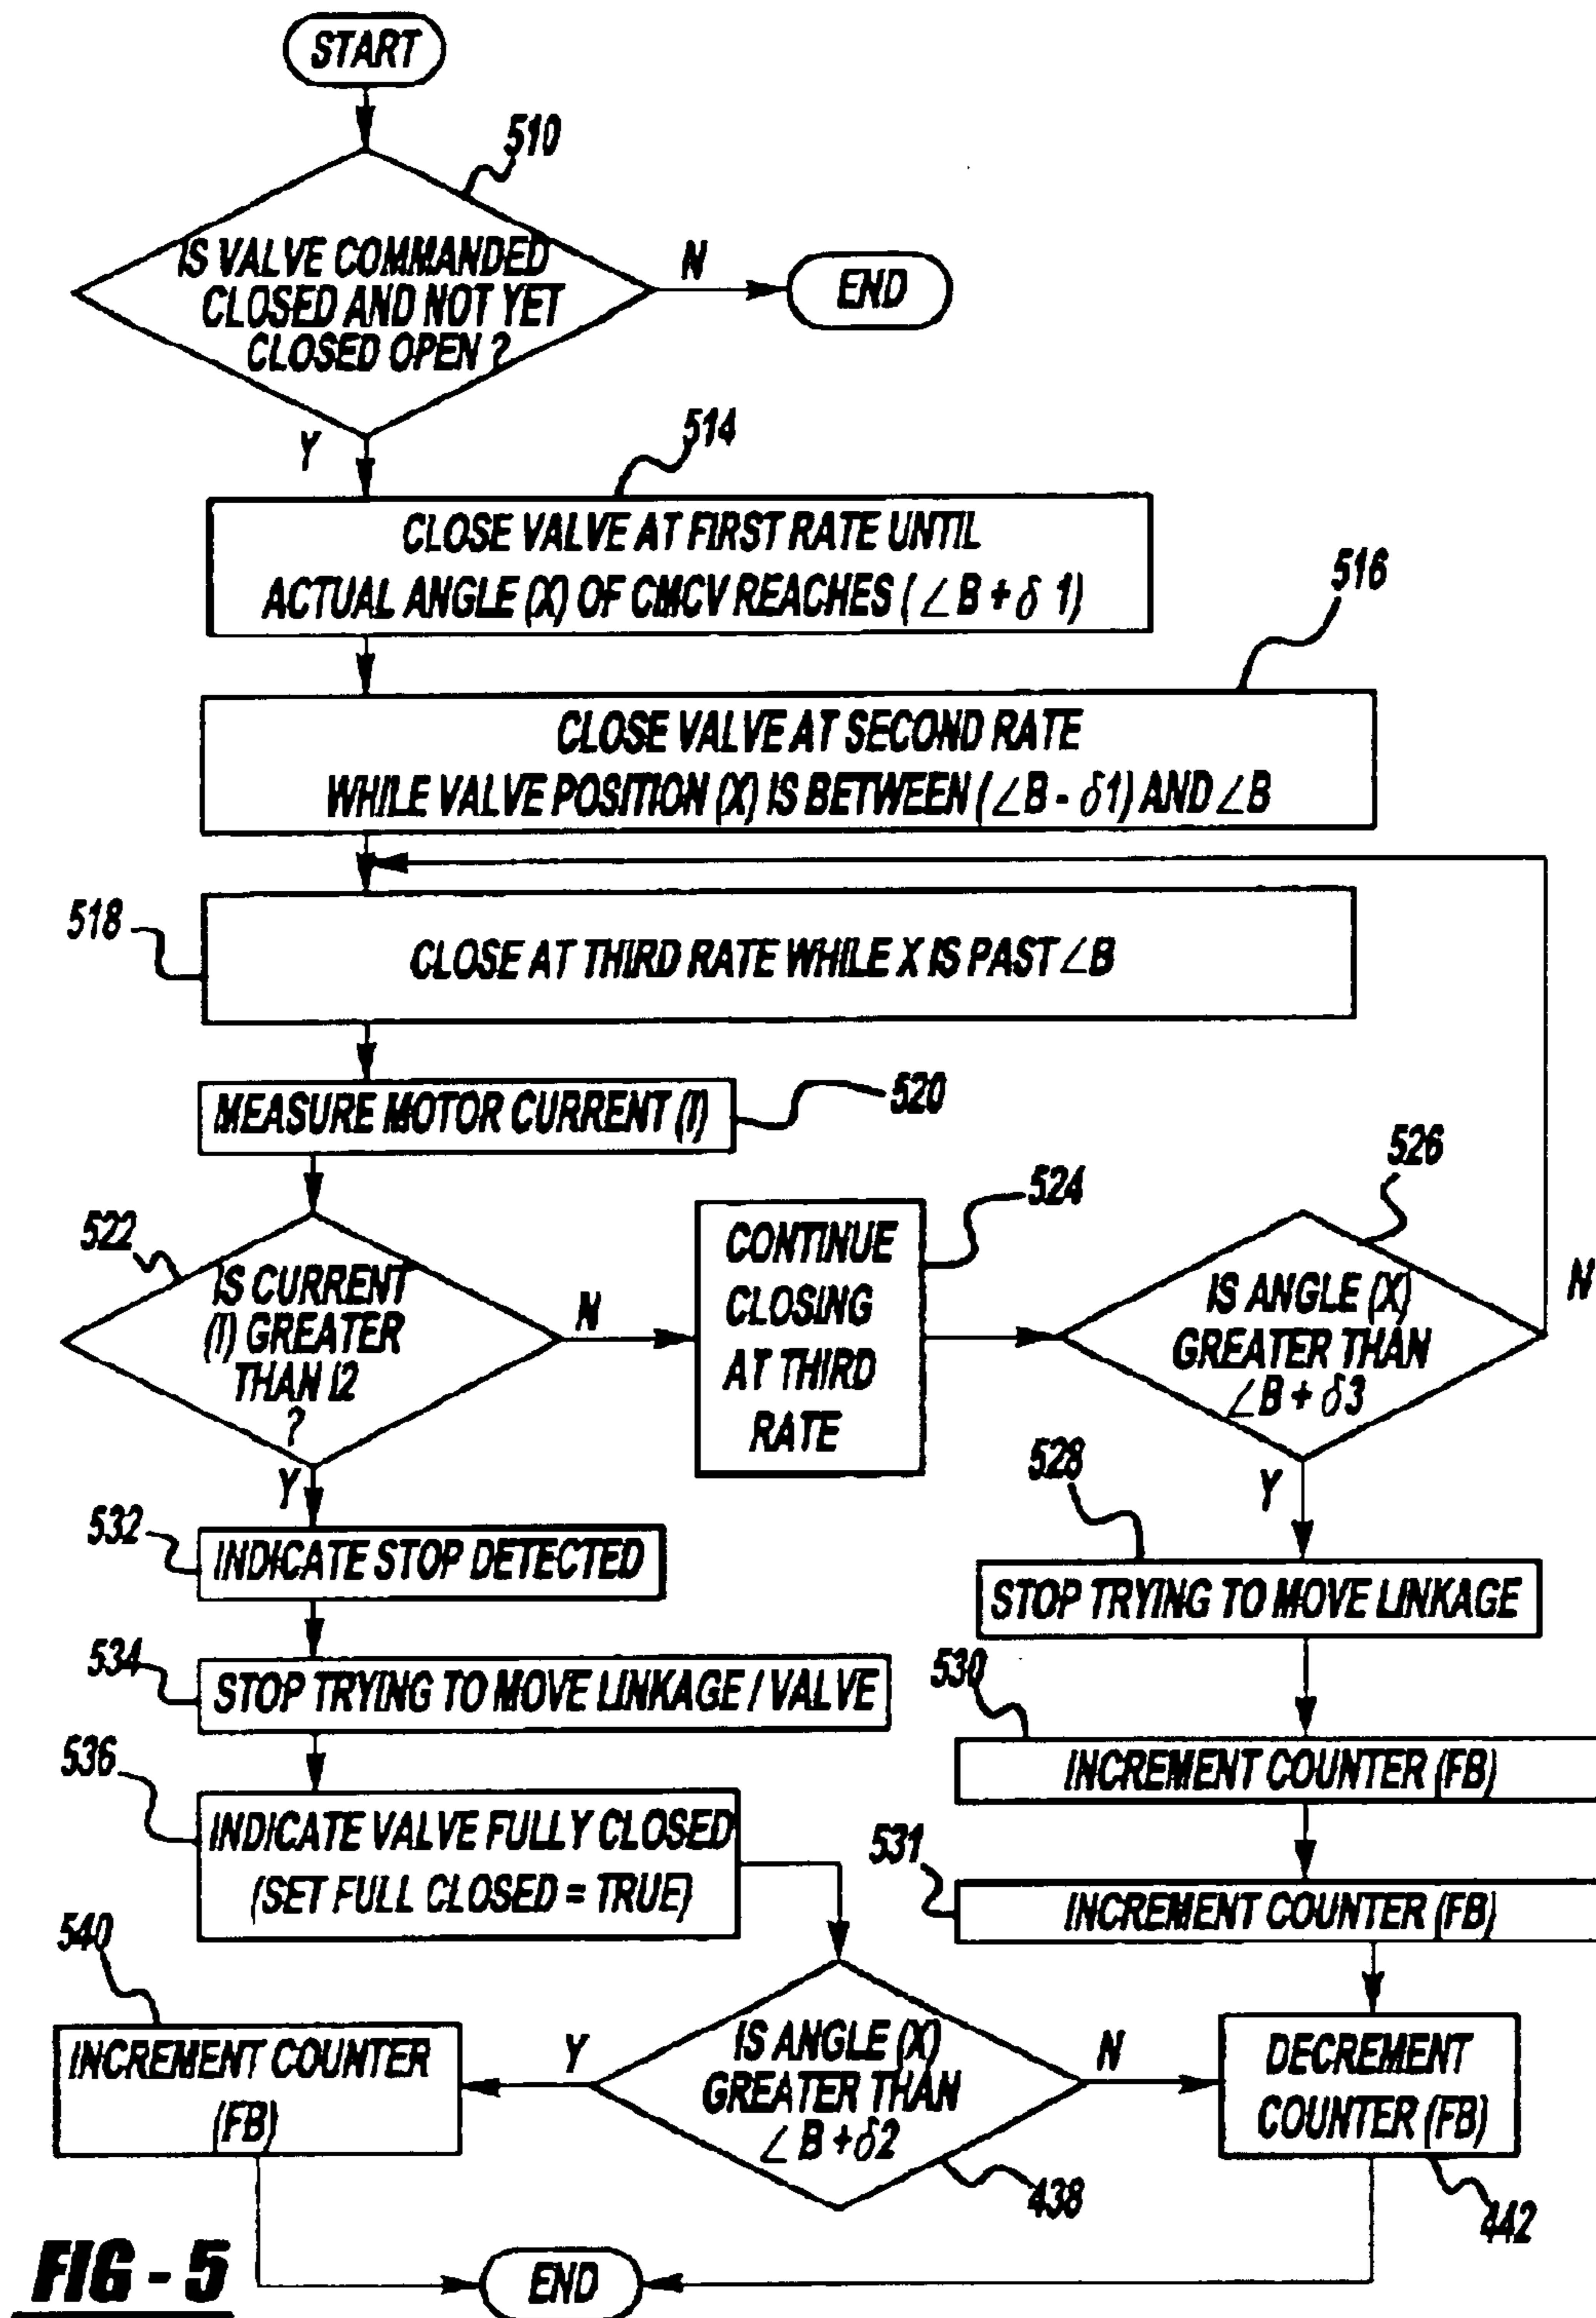 START
510
IS VALVE COMMANDED
CLOSED AND NOT YET
CLOSED OPEN ?
N
END
Y
514
CLOSE VALVE AT FIRST RATE UNTIL
ACTUAL ANGLE (X) OF CMCV REACHES ( ∠B + δ 1)
516
CLOSE VALVE AT SECOND RATE
WHILE VALVE POSITION (X) IS BETWEEN ( ∠B - δ1) AND ∠B
518
CLOSE AT THIRD RATE WHILE X IS PAST ∠B
MEASURE MOTOR CURRENT (I)
520
522
IS CURRENT
(I) GREATER
THAN I2
?
N
CONTINUE
CLOSING
AT THIRD
RATE
524
526
IS ANGLE (X)
GREATER THAN
∠B + δ3
N
Y
Y
528
532
INDICATE STOP DETECTED
STOP TRYING TO MOVE LINKAGE
534
STOP TRYING TO MOVE LINKAGE / VALVE
530
INCREMENT COUNTER (FB)
536
INDICATE VALVE FULLY CLOSED
(SET FULL CLOSED = TRUE)
531
INCREMENT COUNTER (FB)
540
INCREMENT COUNTER
(FB)
Y
IS ANGLE (X)
GREATER THAN
∠ B +δ2
N
DECREMENT
COUNTER (FB)
438
442
FIG - 5
END